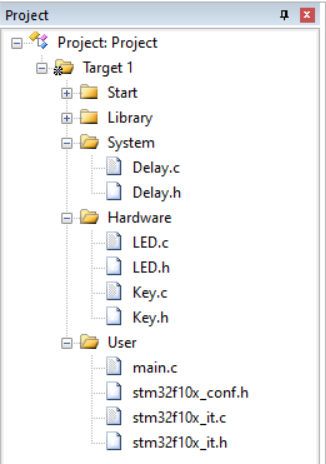 Project
Project: Project
Target 1
Start
Library
System
Delay.c
Delay.h
Hardware
LED.c
LED.h
Key.c
Key.h
User
main.c
stm32f10x_conf.h
stm32f10x_it.c
stm32f10x_it.h